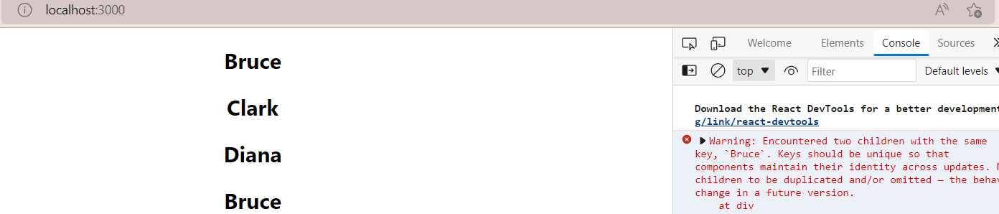 localhost:3000
Bruce
Clark
Diana
Bruce
Welcome Elements Console Sources
top Filter Default levels
Download the React DevTools for a better development
g/link/react-devtools
Warning: Encountered two children with the same
key, `Bruce`. Keys should be unique so that
components maintain their identity across updates.
children to be duplicated and/or omitted — the
change in a future version.
at div